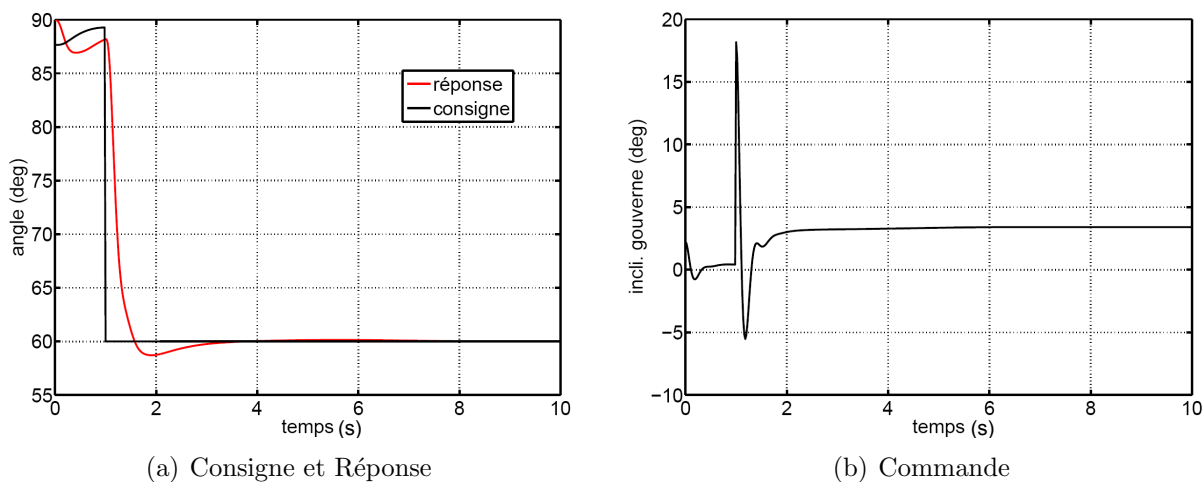 90
85
80
75
70
65
60
55
angle (deg)
réponse
consigne
0 2 4 6 8 10
temps (s)
(a) Consigne et Réponse
20
15
10
5
0
−5
−10
incli. gouverne (deg)
0 2 4 6 8 10
temps (s)
(b) Commande